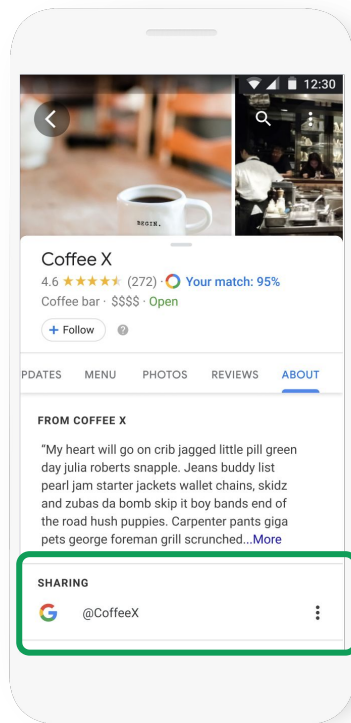 12:30
BEGIN.
Coffee X
4.6 ★★★★★ (272) · Your match: 95%
Coffee bar · $$$$ · Open
+ Follow ?
PDATES MENU PHOTOS REVIEWS ABOUT
FROM COFFEE X
“My heart will go on crib jagged little pill green
day julia roberts snapple. Jeans buddy list
pearl jam starter jackets wallet chains, skidz
and zubas da bomb skip it boy bands end of
the road hush puppies. Carpenter pants giga
pets george foreman grill scrunched...More
SHARING
G @CoffeeX